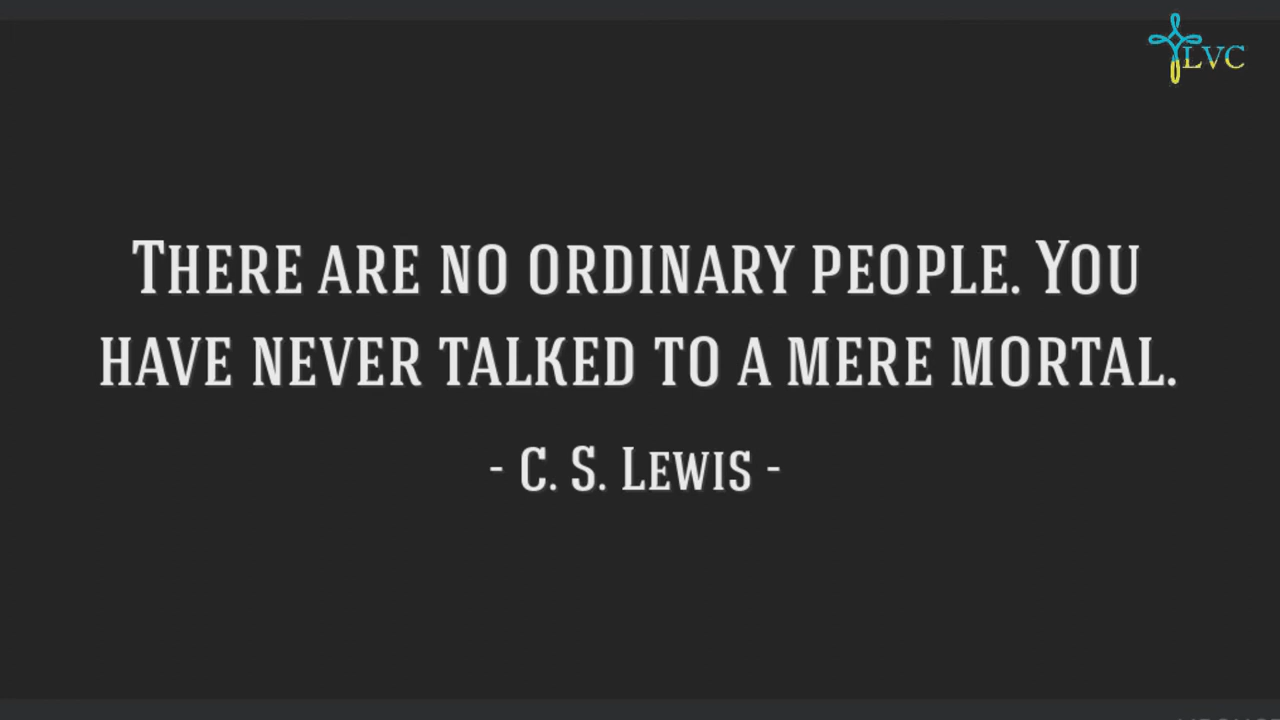 LVC
There are no ordinary people. You
have never talked to a mere mortal.
- C. S. Lewis -